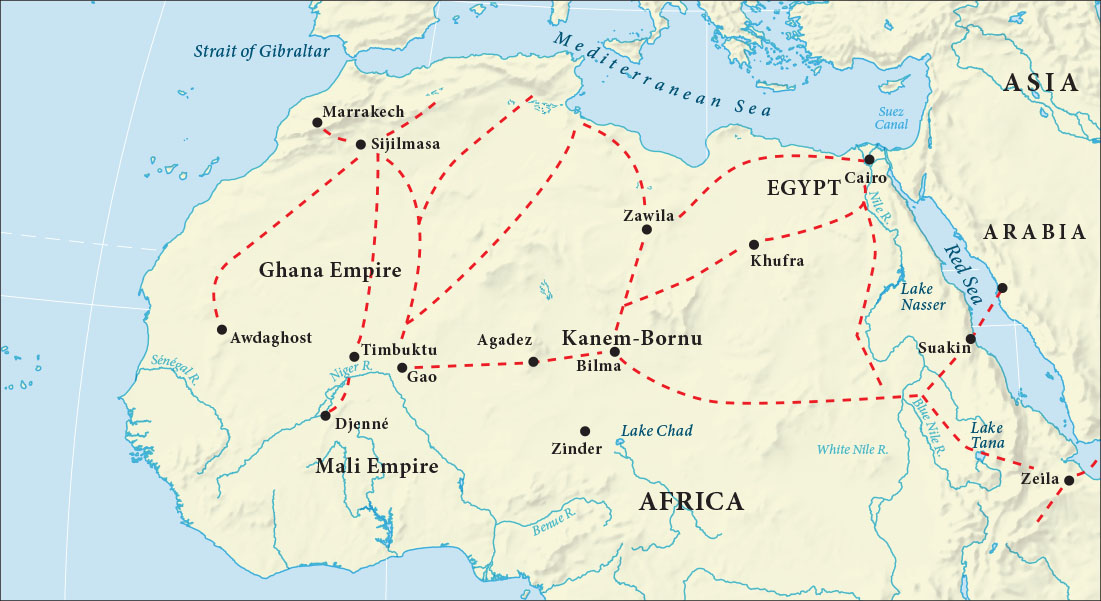 Strait of Gibraltar
Mediterranean Sea
ASIA
Marrakech
Suez
Canal
Sijilmasa
Cairo
EGYPT
Nile R.
Zawila
ARABIA
Khufra
Red Sea
Ghana Empire
Lake
Nasser
Awdaghost
Timbuktu
Agadez
Kanem-Bornu
Suakin
Sénégal R.
Niger R.
Gao
Bilma
Djenné
Blue Nile R.
Lake
Tana
Zinder
Lake Chad
White Nile R.
Mali Empire
Zeila
AFRICA
Benue R.